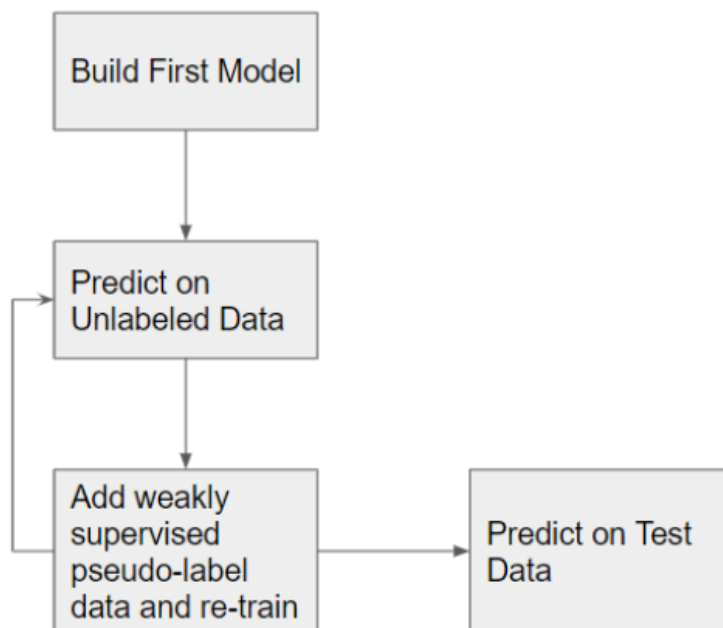 Build First Model
Predict on
Unlabeled Data
Add weakly
supervised
pseudo-label
data and re-train
Predict on Test
Data